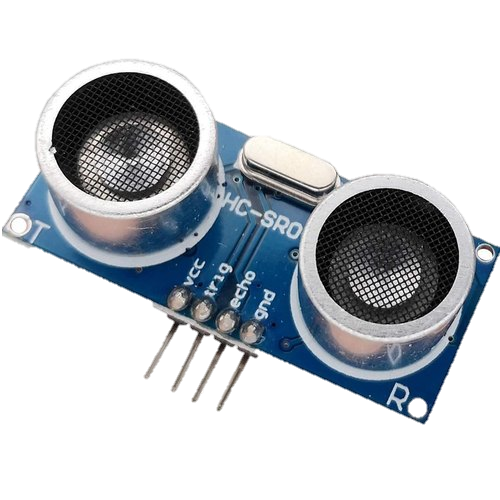 T
HC-SR0
vcc
trig
echo
gnd
R